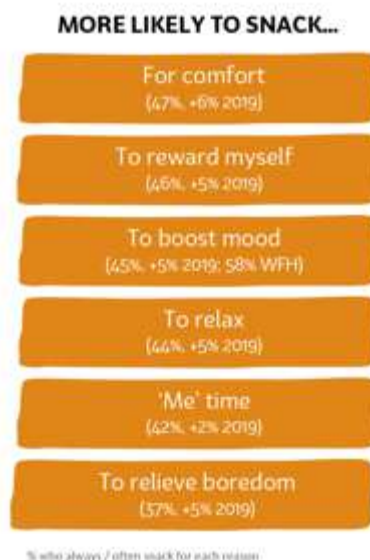 MORE LIKELY TO SNACK...
For comfort
(47%, +6% 2019)
To reward myself
(46%, +5% 2019)
To boost mood
(45%, +5% 2019; 58% WFH)
To relax
(44%, +5% 2019)
'Me' time
(42%, +2% 2019)
To relieve boredom
(37%, +5% 2019)
% who always / often snack for each reason